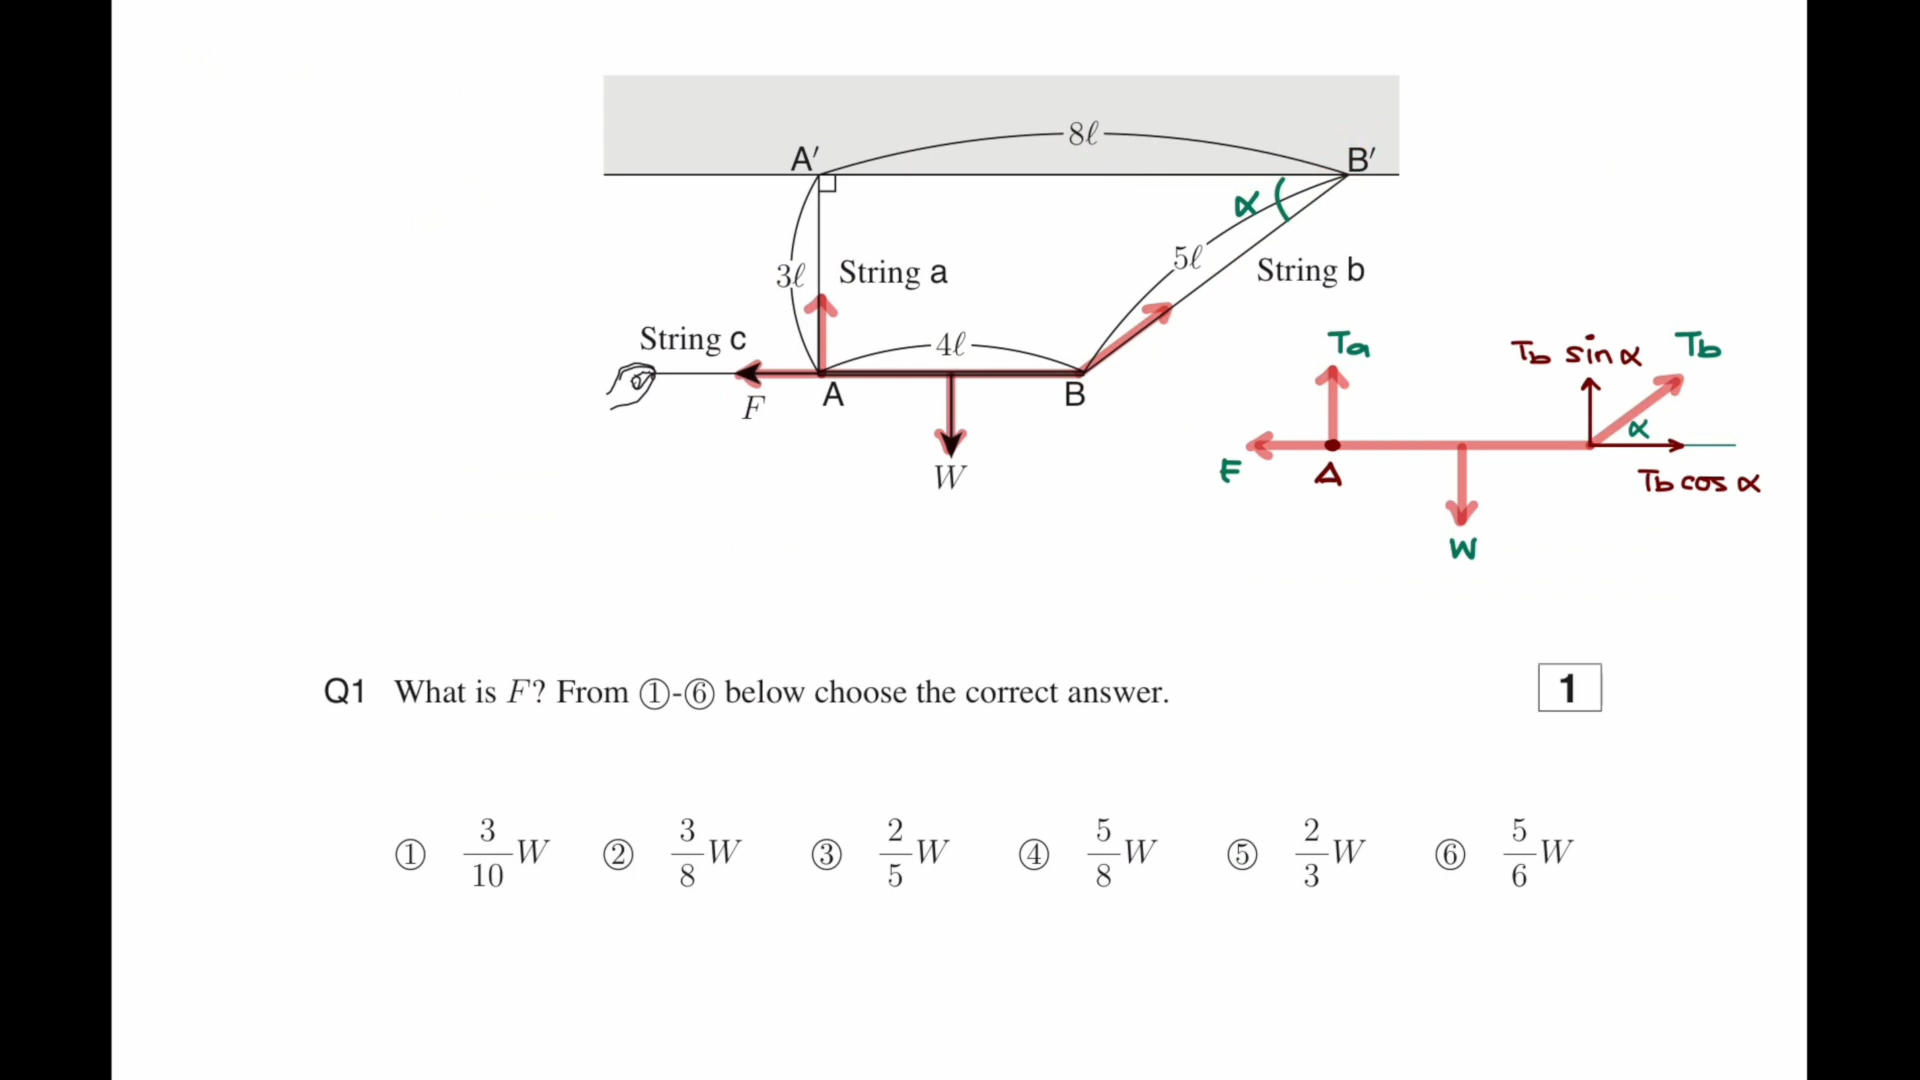 8ℓ
A′ B′
α
3ℓ String a 5ℓ String b
String c 4ℓ
F A B
W
Ta Tb sin α Tb
α
F A Tb cos α
W
Q1 What is F? From ①-⑥ below choose the correct answer. 1
① 3/10 W ② 3/8 W ③ 2/5 W ④ 5/8 W ⑤ 2/3 W ⑥ 5/6 W